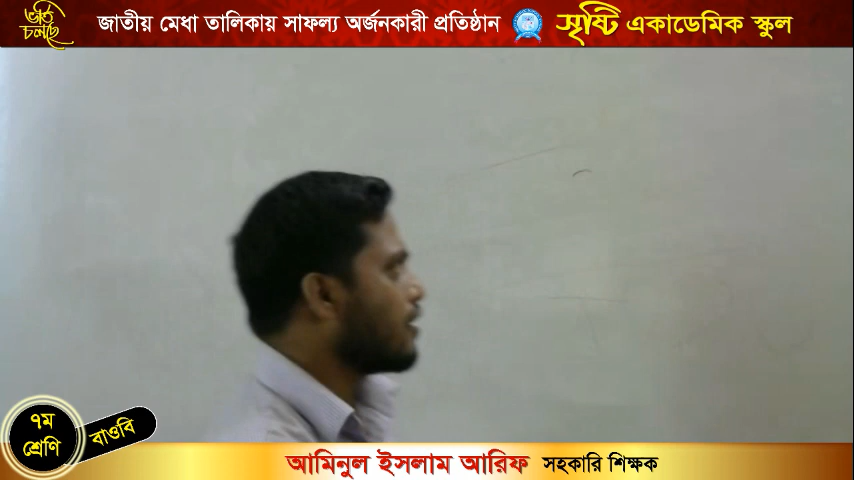 ভর্তি চলছে
জাতীয় মেধা তালিকায় সাফল্য অর্জনকারী প্রতিষ্ঠান সৃষ্টি একাডেমিক স্কুল
৭ম
শ্রেণি
বাওবি
আমিনুল ইসলাম আরিফ সহকারি শিক্ষক